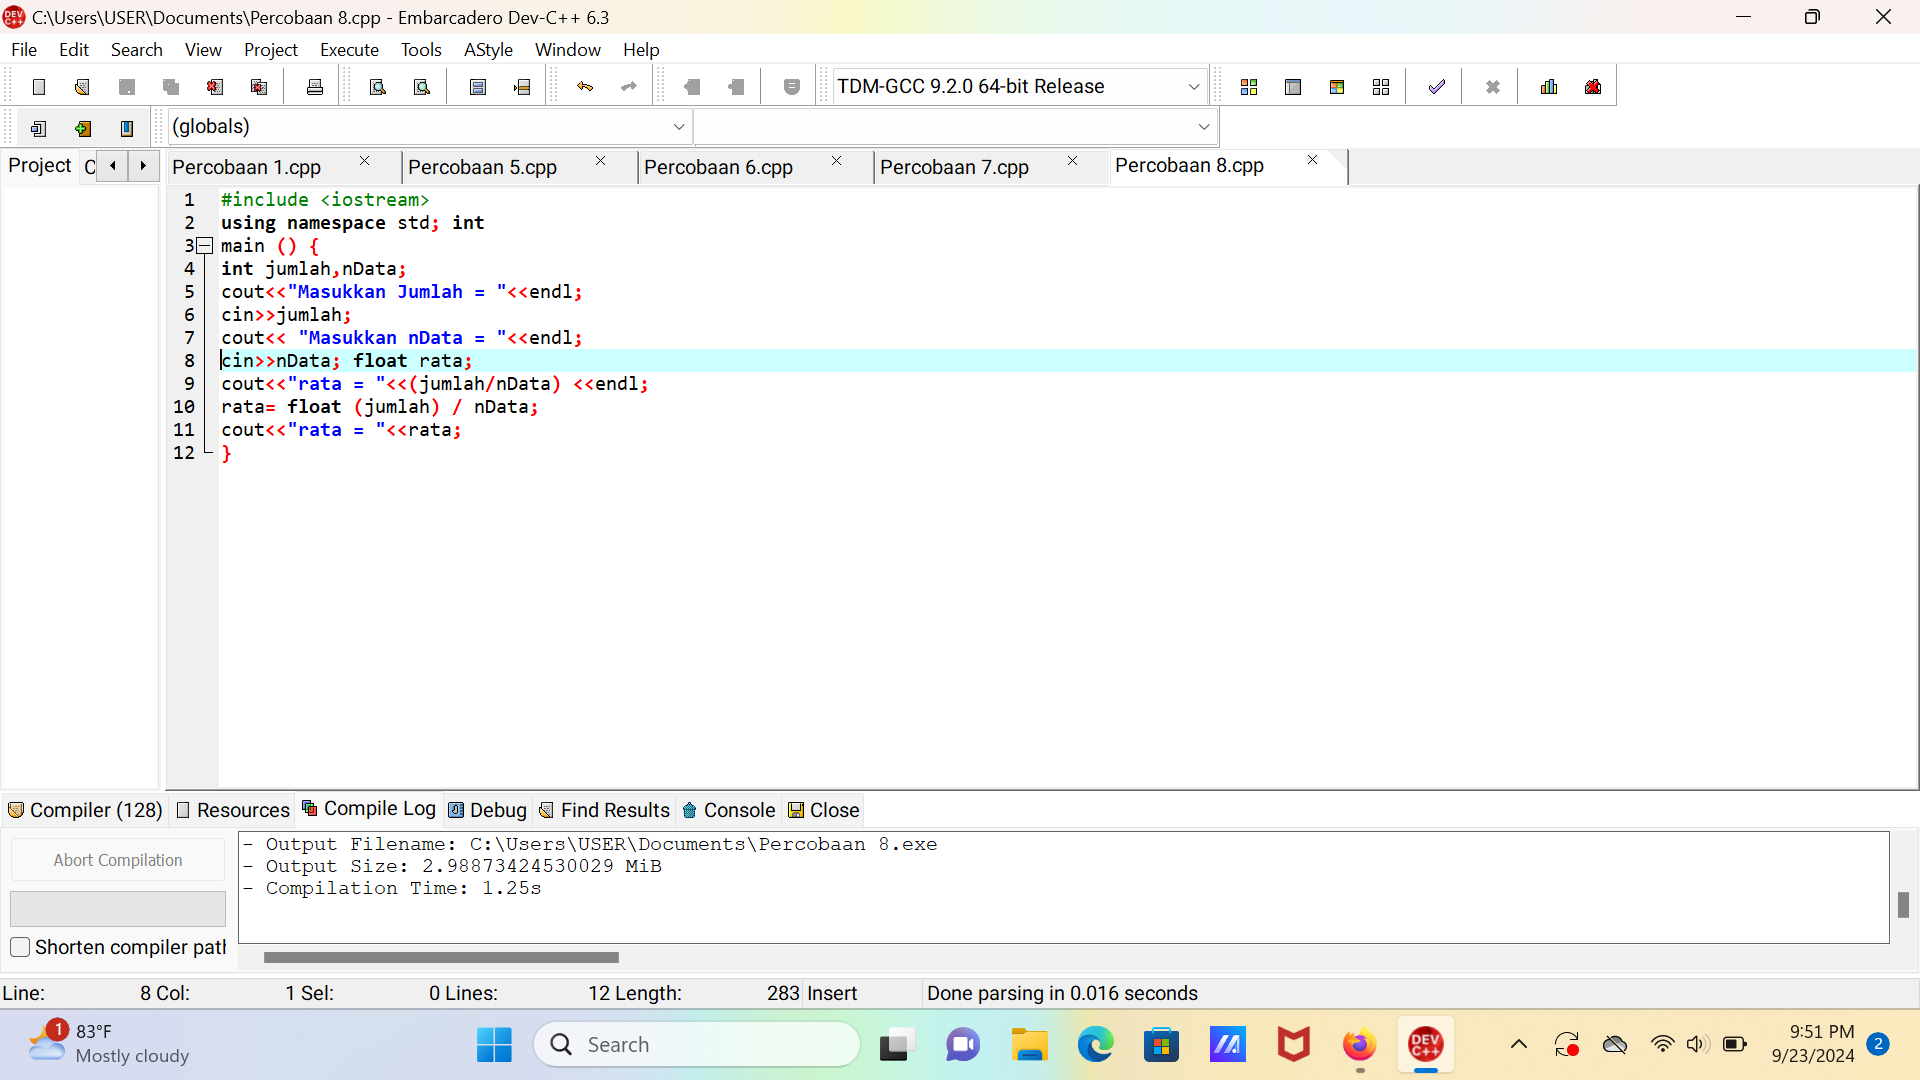 C:\Users\USER\Documents\Percobaan 8.cpp - Embarcadero Dev-C++ 6.3
File Edit Search View Project Execute Tools AStyle Window Help
TDM-GCC 9.2.0 64-bit Release
(globals)
Project Percobaan 1.cpp Percobaan 5.cpp Percobaan 6.cpp Percobaan 7.cpp Percobaan 8.cpp
1 #include <iostream>
2 using namespace std; int
3 main () {
4 int jumlah,nData;
5 cout<<"Masukkan Jumlah = "<<endl;
6 cin>>jumlah;
7 cout<< "Masukkan nData = "<<endl;
8 cin>>nData; float rata;
9 cout<<"rata = "<<(jumlah/nData) <<endl;
10 rata= float (jumlah) / nData;
11 cout<<"rata = "<<rata;
12 }
Compiler (128) Resources Compile Log Debug Find Results Console Close
Abort Compilation
Shorten compiler path
- Output Filename: C:\Users\USER\Documents\Percobaan 8.exe
- Output Size: 2.98873424530029 MiB
- Compilation Time: 1.25s
Line: 8 Col: 1 Sel: 0 Lines: 12 Length: 283 Insert Done parsing in 0.016 seconds
1 83°F
Mostly cloudy
Search
DEV C++
9:51 PM
9/23/2024
2